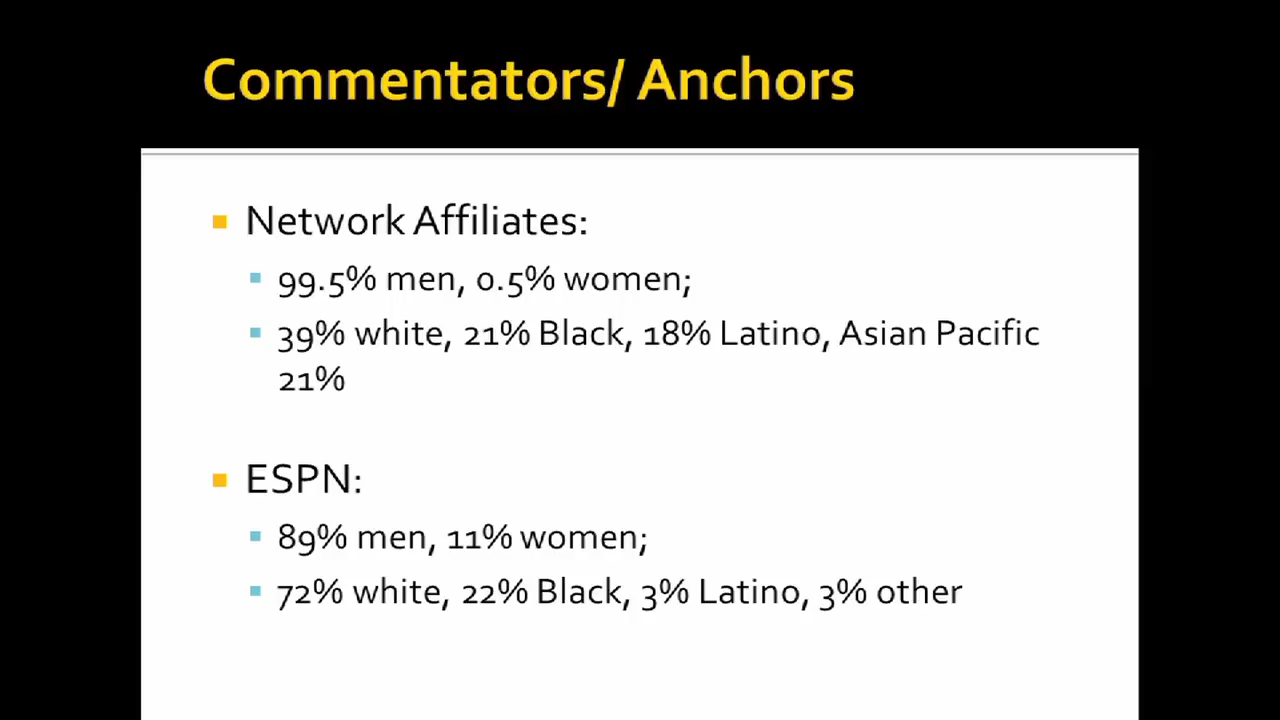 Commentators/ Anchors
Network Affiliates:
99.5% men, 0.5% women;
39% white, 21% Black, 18% Latino, Asian Pacific
21%
ESPN:
89% men, 11% women;
72% white, 22% Black, 3% Latino, 3% other